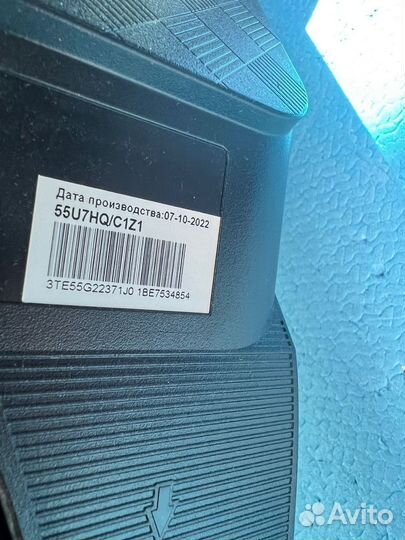 Дата производства:07-10-2022
55U7HQ/C1Z1
3TE55G22371J0 1BE7534854
Avito